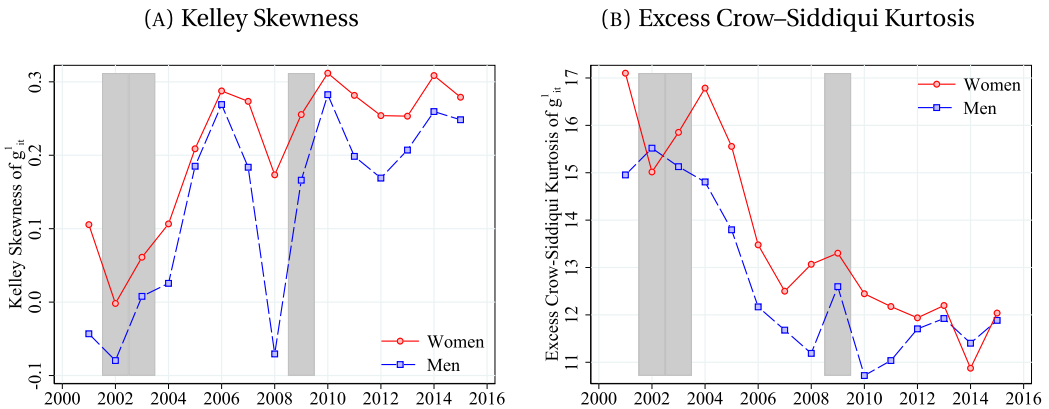 (A) Kelley Skewness
Kelley Skewness of g¹ᵢₜ
0.3
0.2
0.1
0.0
-0.1
2000 2002 2004 2006 2008 2010 2012 2014 2016
Women
Men
(B) Excess Crow–Siddiqui Kurtosis
Excess Crow-Siddiqui Kurtosis of g¹ᵢₜ
17
16
15
14
13
12
11
2000 2002 2004 2006 2008 2010 2012 2014 2016
Women
Men